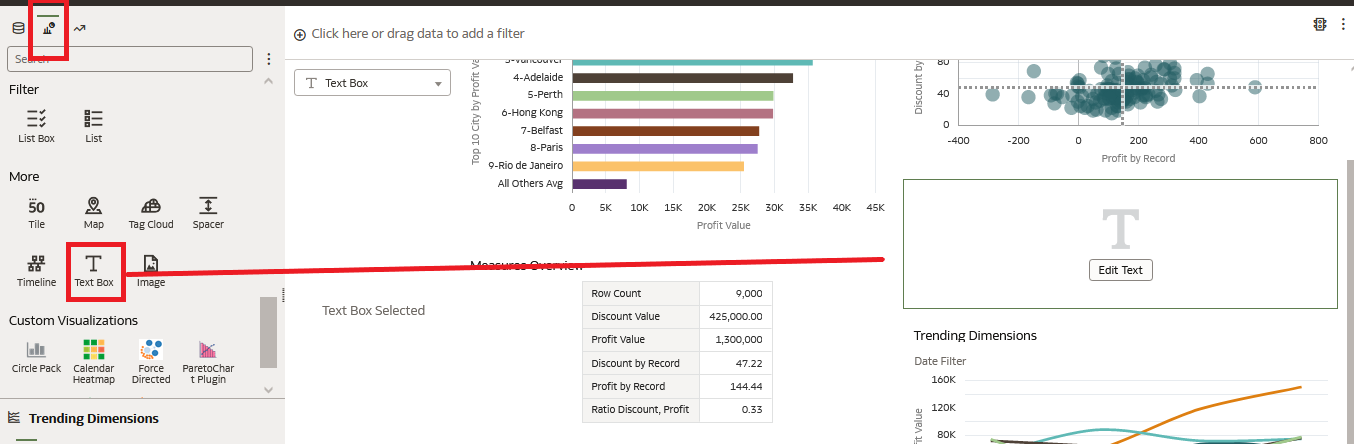 Search
Filter
List Box
List
More
50
Tile
Map
Tag Cloud
Spacer
Timeline
T
Text Box
Image
Custom Visualizations
Circle Pack
Calendar
Heatmap
Force
Directed
ParetoChar
t Plugin
Trending Dimensions
Click here or drag data to add a filter
T Text Box
Text Box Selected
Top 10 City by Profit Va
3-Vancouver
4-Adelaide
5-Perth
6-Hong Kong
7-Belfast
8-Paris
9-Rio de Janeiro
All Others Avg
0 5K 10K 15K 20K 25K 30K 35K 40K 45K
Profit Value
Measures Overview
Row Count 9,000
Discount Value 425,000.00
Profit Value 1,300,000
Discount by Record 47.22
Profit by Record 144.44
Ratio Discount, Profit 0.33
Discount by
80
40
0
-400 -200 0 200 400 600 800
Profit by Record
T
Edit Text
Trending Dimensions
Date Filter
fit Value
160K
120K
80K